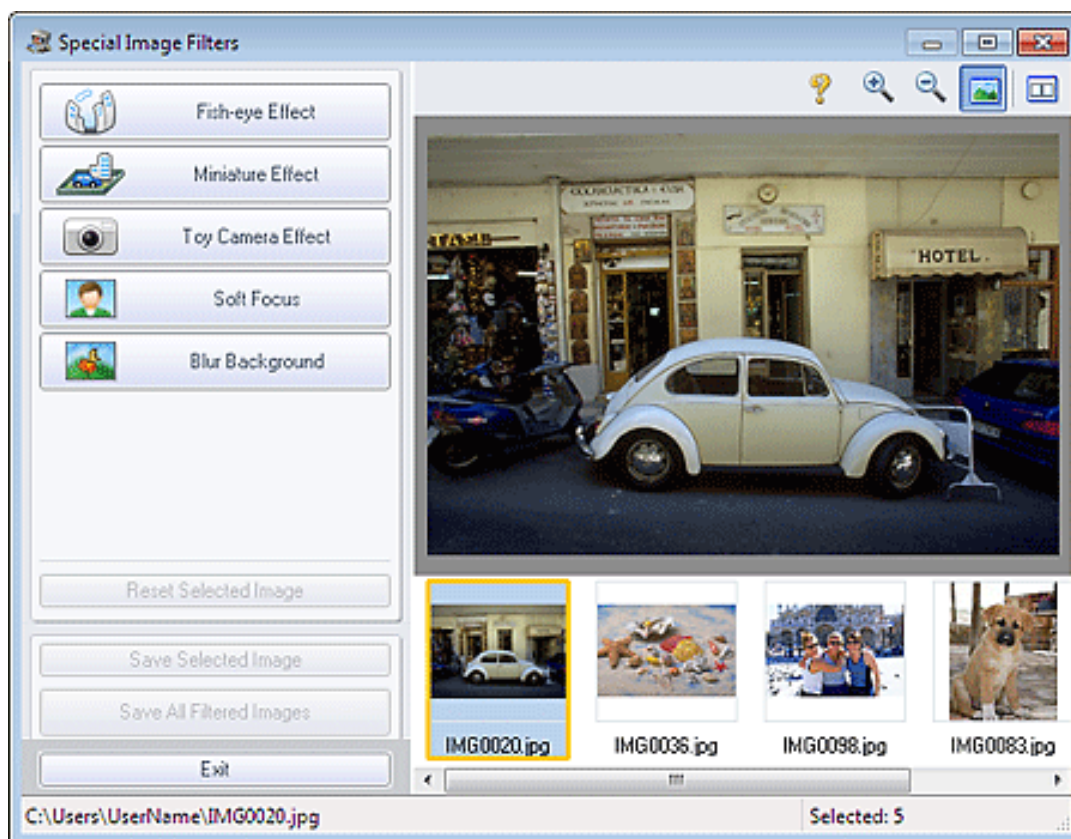 Special Image Filters
Fish-eye Effect
Miniature Effect
Toy Camera Effect
Soft Focus
Blur Background
Reset Selected Image
Save Selected Image
Save All Filtered Images
Exit
HOTEL
IMG0020.jpg
IMG0036.jpg
IMG0098.jpg
IMG0083.jpg
C:\Users\UserName\IMG0020.jpg
Selected: 5